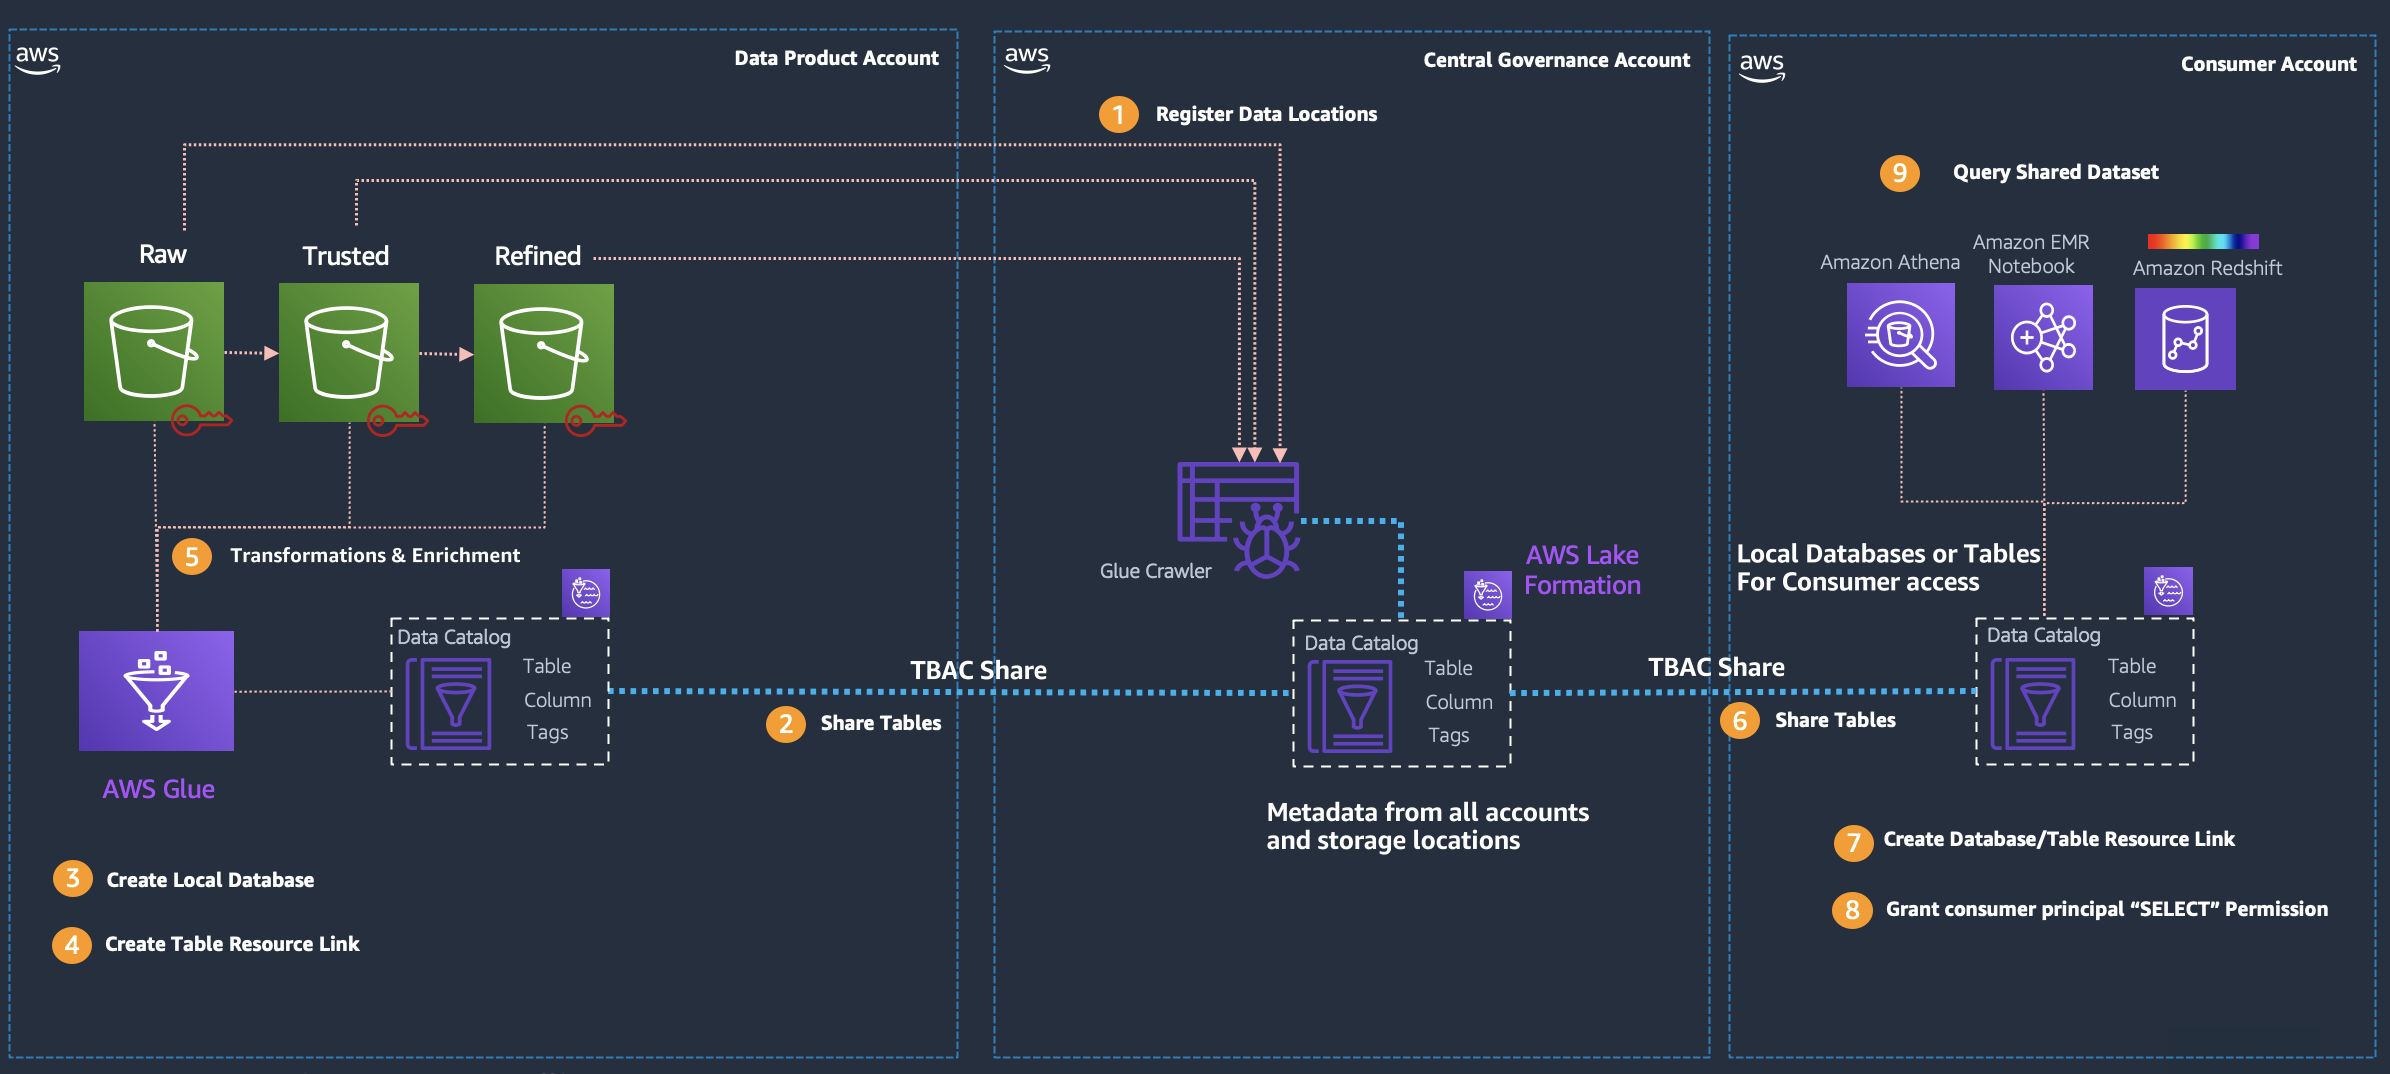 aws
Data Product Account
Raw
Trusted
Refined
5
Transformations & Enrichment
AWS Glue
Data Catalog
Table
Column
Tags
3
Create Local Database
4
Create Table Resource Link
TBAC Share
2
Share Tables
aws
Central Governance Account
1
Register Data Locations
Glue Crawler
AWS Lake
Formation
Data Catalog
Table
Column
Tags
Metadata from all accounts
and storage locations
TBAC Share
6
Share Tables
aws
Consumer Account
9
Query Shared Dataset
Amazon Athena
Amazon EMR
Notebook
Amazon Redshift
Local Databases or Tables
For Consumer access
Data Catalog
Table
Column
Tags
7
Create Database/Table Resource Link
8
Grant consumer principal “SELECT” Permission